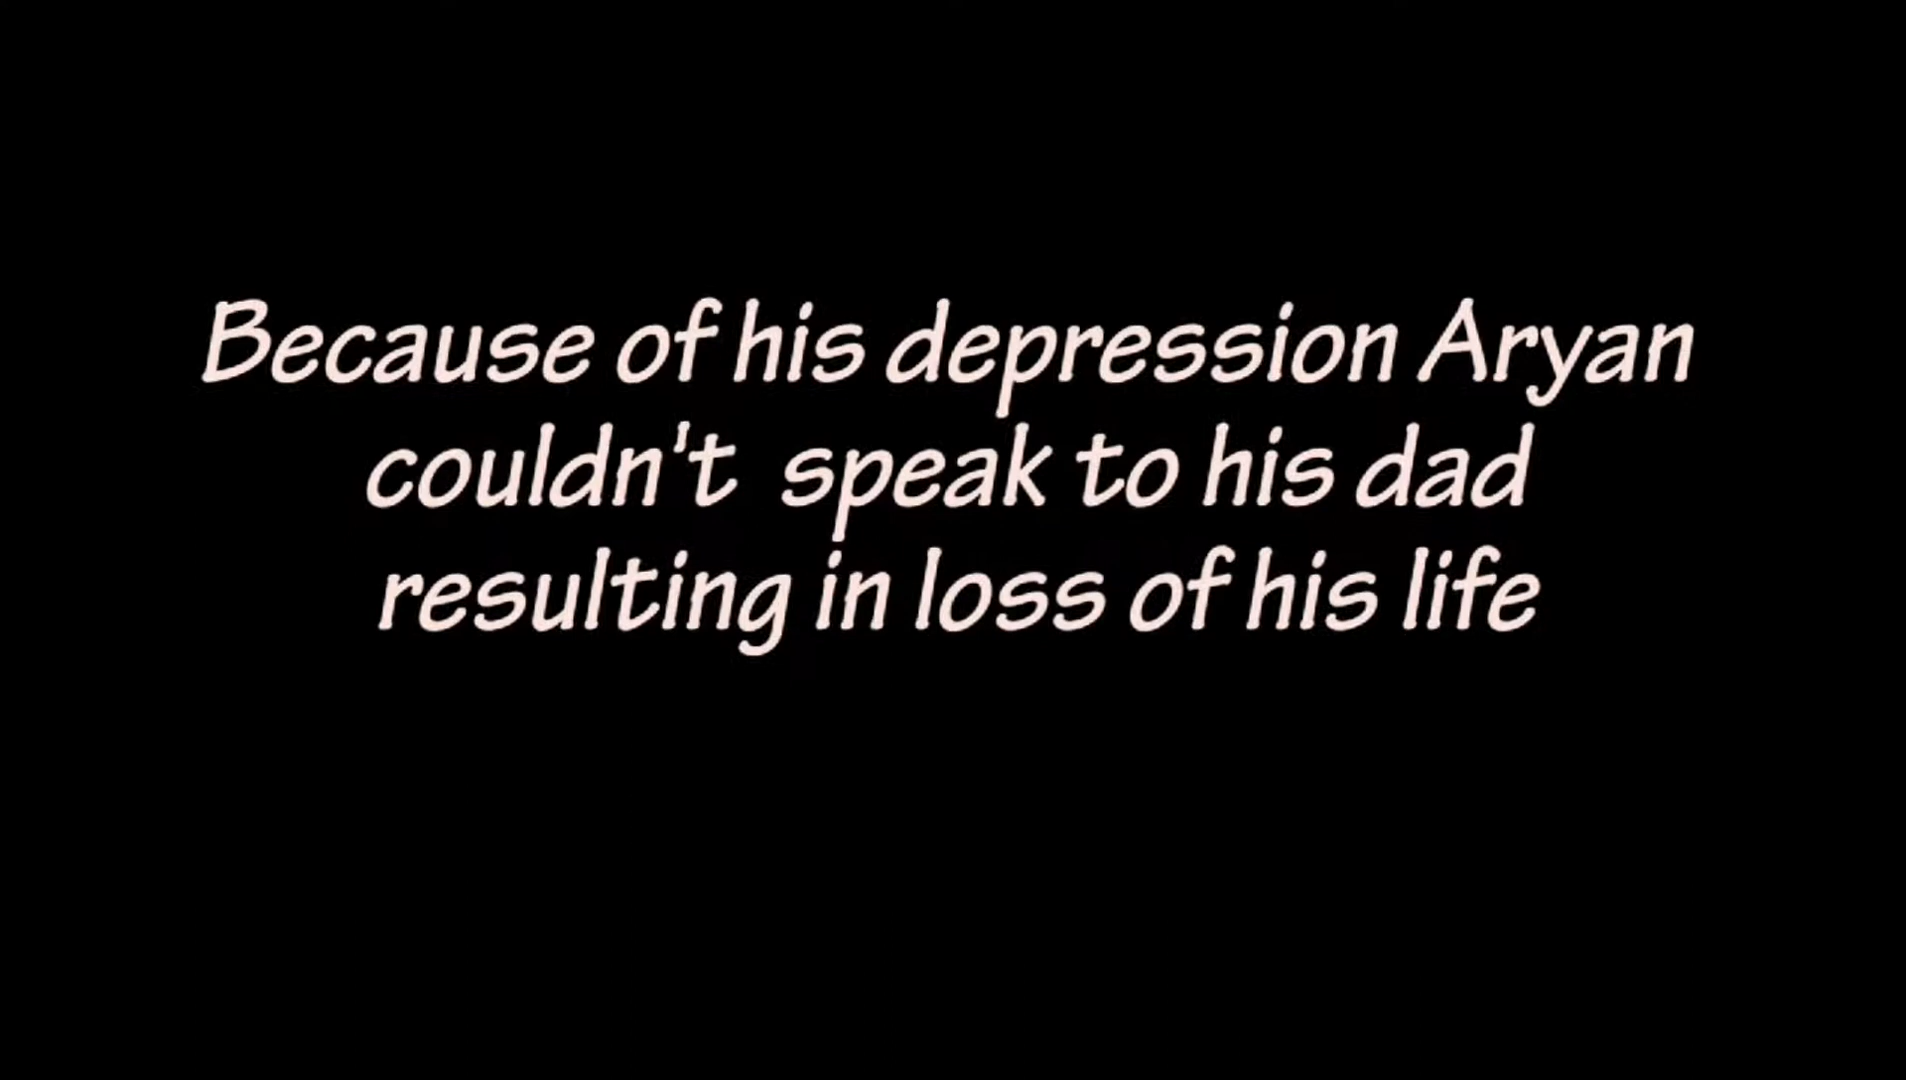 Because of his depression Aryan
couldn't  speak to his dad
resulting in loss of his life